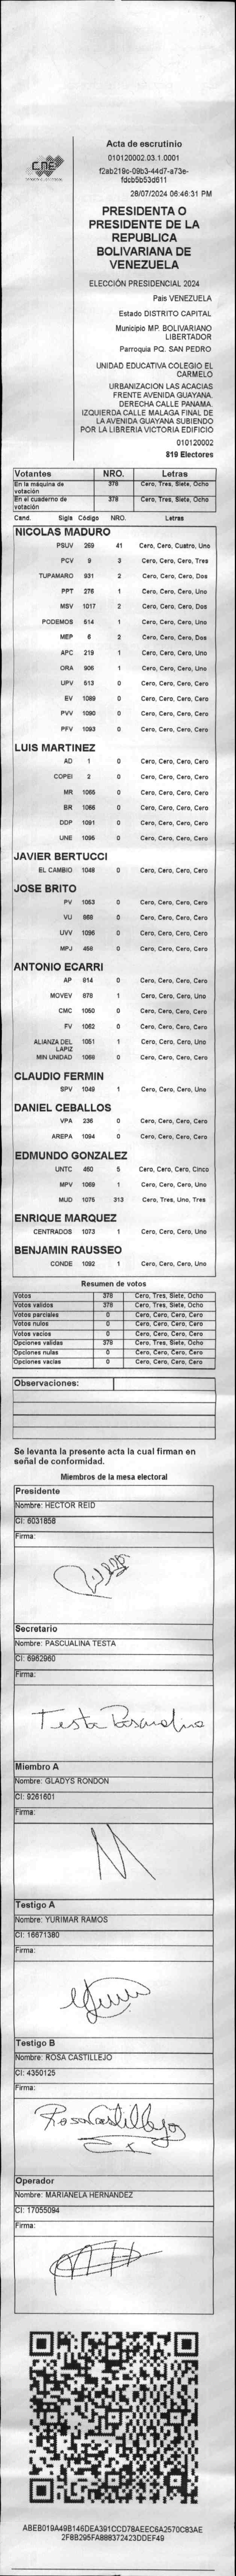 CNE
Acta de escrutinio
010120002.03.1.0001
f2ab219c-09b3-44d7-a73e-
fdcb5b53d611
28/07/2024 06:46:31 PM
PRESIDENTA O
PRESIDENTE DE LA
REPUBLICA
BOLIVARIANA DE
VENEZUELA
ELECCIÓN PRESIDENCIAL 2024
Pais VENEZUELA
Estado DISTRITO CAPITAL
Municipio MP. BOLIVARIANO
LIBERTADOR
Parroquia PQ. SAN PEDRO
UNIDAD EDUCATIVA COLEGIO EL
CARMELO
URBANIZACION LAS ACACIAS
FRENTE AVENIDA GUAYANA.
DERECHA CALLE PANAMA.
IZQUIERDA CALLE MALAGA FINAL DE
LA AVENIDA GUAYANA SUBIENDO
POR LA LIBRERIA VICTORIA EDIFICIO
010120002
819 Electores
Votantes NRO. Letras
En la máquina de votación 378 Cero, Tres, Siete, Ocho
En el cuaderno de votación 378 Cero, Tres, Siete, Ocho
Cand. Sigla Código NRO. Letras
NICOLAS MADURO
PSUV 269 41 Cero, Cero, Cuatro, Uno
PCV 9 3 Cero, Cero, Cero, Tres
TUPAMARO 931 2 Cero, Cero, Cero, Dos
PPT 276 1 Cero, Cero, Cero, Uno
MSV 1017 2 Cero, Cero, Cero, Dos
PODEMOS 514 1 Cero, Cero, Cero, Uno
MEP 6 2 Cero, Cero, Cero, Dos
APC 219 1 Cero, Cero, Cero, Uno
ORA 906 1 Cero, Cero, Cero, Uno
UPV 513 0 Cero, Cero, Cero, Cero
EV 1089 0 Cero, Cero, Cero, Cero
PVV 1090 0 Cero, Cero, Cero, Cero
PFV 1093 0 Cero, Cero, Cero, Cero
LUIS MARTINEZ
AD 1 0 Cero, Cero, Cero, Cero
COPEI 2 0 Cero, Cero, Cero, Cero
MR 1065 0 Cero, Cero, Cero, Cero
BR 1066 0 Cero, Cero, Cero, Cero
DDP 1091 0 Cero, Cero, Cero, Cero
UNE 1095 0 Cero, Cero, Cero, Cero
JAVIER BERTUCCI
EL CAMBIO 1048 0 Cero, Cero, Cero, Cero
JOSE BRITO
PV 1053 0 Cero, Cero, Cero, Cero
VU 868 0 Cero, Cero, Cero, Cero
UVV 1096 0 Cero, Cero, Cero, Cero
MPJ 458 0 Cero, Cero, Cero, Cero
ANTONIO ECARRI
AP 914 0 Cero, Cero, Cero, Cero
MOVEV 878 1 Cero, Cero, Cero, Uno
CMC 1050 0 Cero, Cero, Cero, Cero
FV 1062 0 Cero, Cero, Cero, Cero
ALIANZA DEL LAPIZ 1051 1 Cero, Cero, Cero, Uno
MIN UNIDAD 1068 0 Cero, Cero, Cero, Cero
CLAUDIO FERMIN
SPV 1049 1 Cero, Cero, Cero, Uno
DANIEL CEBALLOS
VPA 236 0 Cero, Cero, Cero, Cero
AREPA 1094 0 Cero, Cero, Cero, Cero
EDMUNDO GONZALEZ
UNTC 460 5 Cero, Cero, Cero, Cinco
MPV 1069 1 Cero, Cero, Cero, Uno
MUD 1076 313 Cero, Tres, Uno, Tres
ENRIQUE MARQUEZ
CENTRADOS 1073 1 Cero, Cero, Cero, Uno
BENJAMIN RAUSSEO
CONDE 1092 1 Cero, Cero, Cero, Uno
Resumen de votos
Votos 378 Cero, Tres, Siete, Ocho
Votos validos 378 Cero, Tres, Siete, Ocho
Votos parciales 0 Cero, Cero, Cero, Cero
Votos nulos 0 Cero, Cero, Cero, Cero
Votos vacios 0 Cero, Cero, Cero, Cero
Opciones validas 378 Cero, Tres, Siete, Ocho
Opciones nulas 0 Cero, Cero, Cero, Cero
Opciones vacias 0 Cero, Cero, Cero, Cero
Observaciones:
Se levanta la presente acta la cual firman en
señal de conformidad.
Miembros de la mesa electoral
Presidente
Nombre: HECTOR REID
CI: 6031858
Firma:
Secretario
Nombre: PASCUALINA TESTA
CI: 6962960
Firma:
Testa Pascualina
Miembro A
Nombre: GLADYS RONDON
CI: 9261601
Firma:
Testigo A
Nombre: YURIMAR RAMOS
CI: 16671380
Firma:
Testigo B
Nombre: ROSA CASTILLEJO
CI: 4350125
Firma:
Rosa Castillejo
Operador
Nombre: MARIANELA HERNANDEZ
CI: 17055094
Firma:
ABEB019A49B146DEA391CCD78AEEC6A2570C83AE
2F8B295FA888372423DDEF49